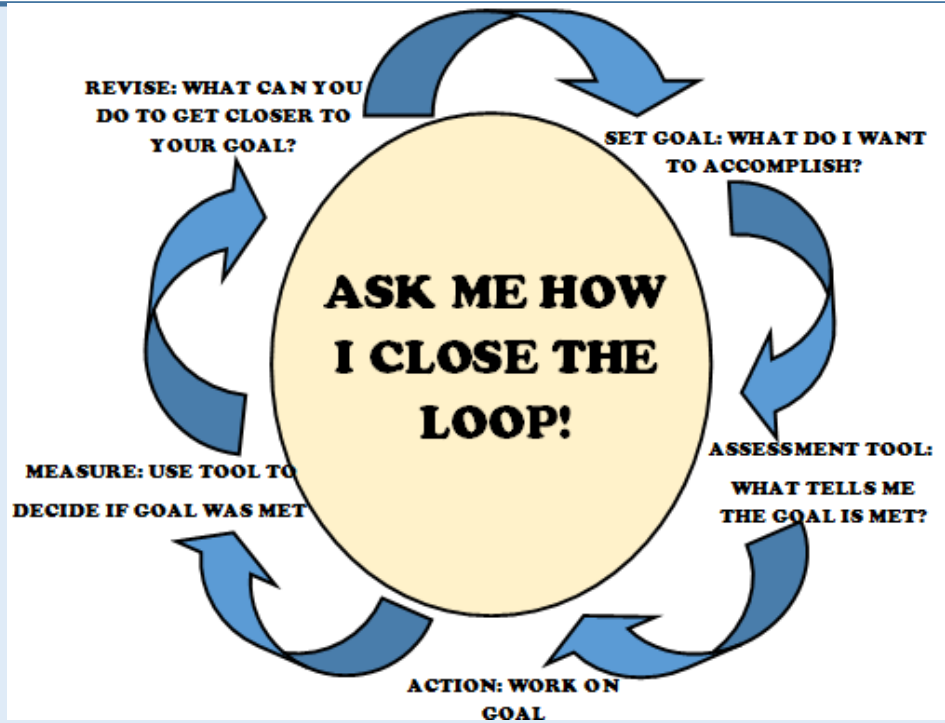 REVISE: WHAT CAN YOU
DO TO GET CLOSER TO
YOUR GOAL?
SET GOAL: WHAT DO I WANT
TO ACCOMPLISH?
ASK ME HOW
I CLOSE THE
LOOP!
ASSESSMENT TOOL:
WHAT TELLS ME
THE GOAL IS MET?
MEASURE: USE TOOL TO
DECIDE IF GOAL WAS MET
ACTION: WORK ON
GOAL